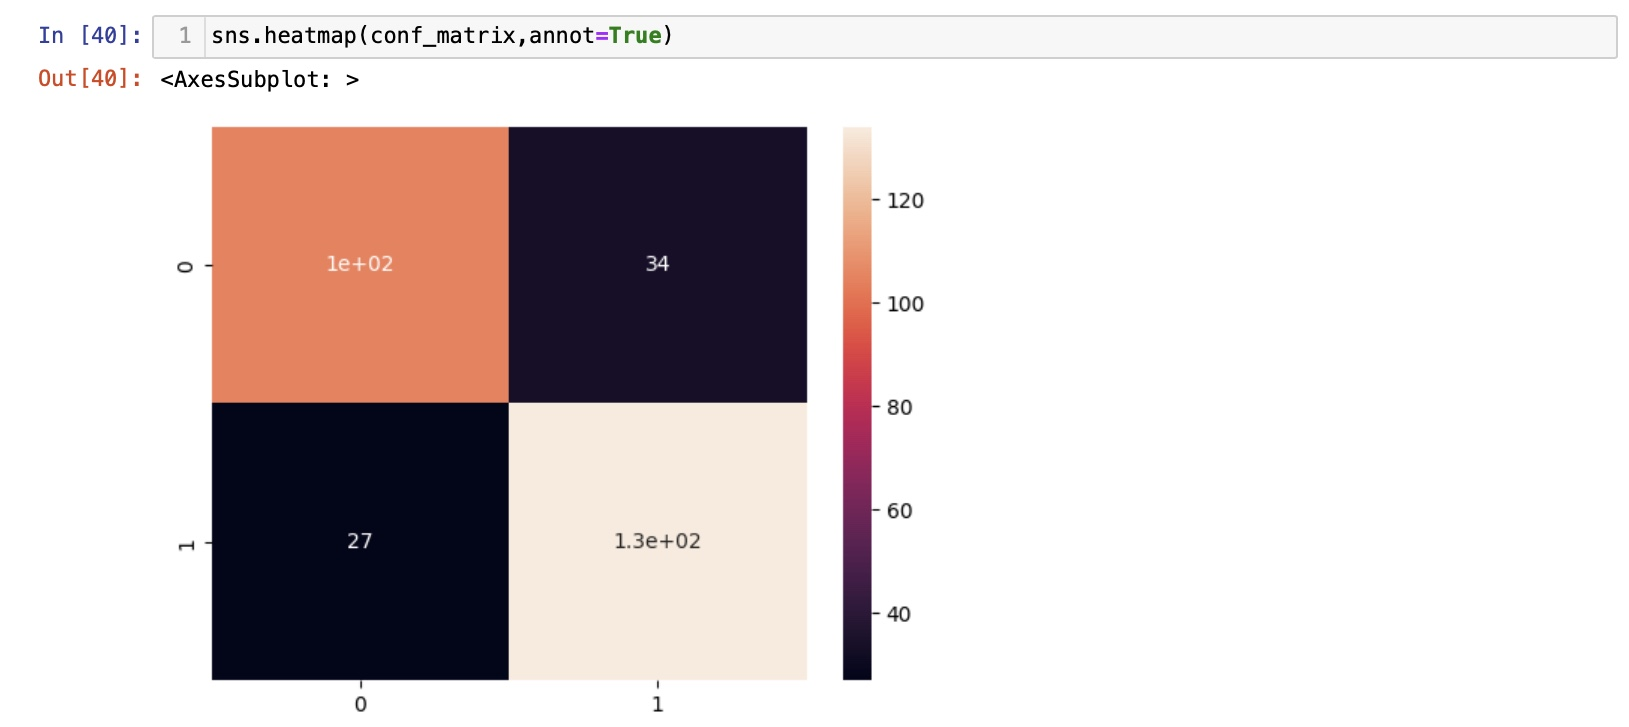 In [40]: 1 sns.heatmap(conf_matrix,annot=True)
Out[40]: <AxesSubplot: >
120
0 1e+02 34
100
80
1 27 1.3e+02
60
40
0 1